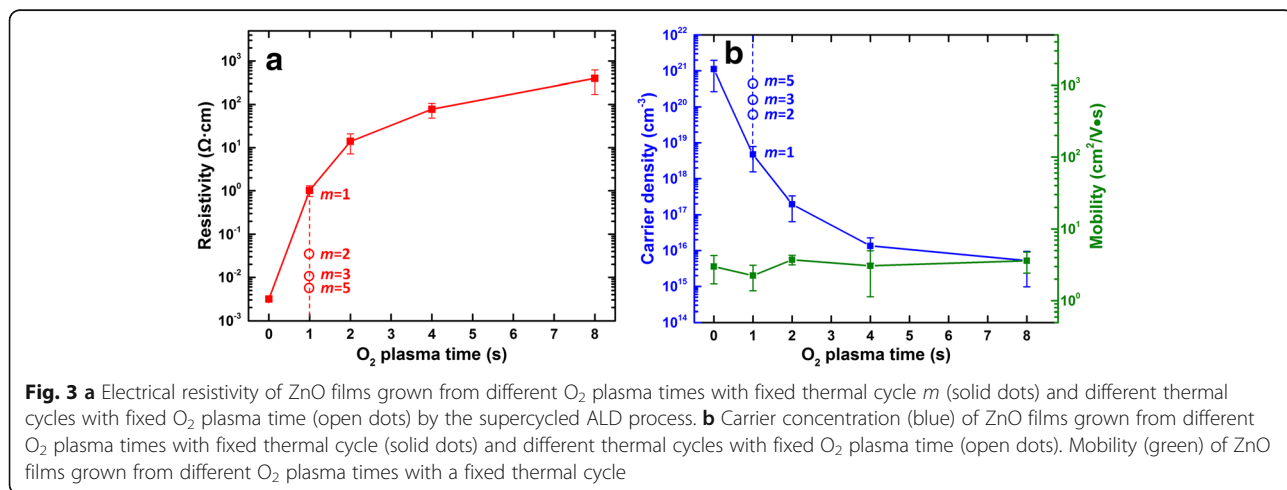 a
Resistivity (Ω·cm)
10³
10²
10¹
10⁰
10⁻¹
10⁻²
10⁻³
m=1
m=2
m=3
m=5
0 1 2 3 4 5 6 7 8
O₂ plasma time (s)
b
Carrier density (cm⁻³)
10²²
10²¹
10²⁰
10¹⁹
10¹⁸
10¹⁷
10¹⁶
10¹⁵
10¹⁴
m=5
m=3
m=2
m=1
0 1 2 3 4 5 6 7 8
O₂ plasma time (s)
10³
10²
10¹
10⁰
Mobility (cm²/V•s)
Fig. 3 a Electrical resistivity of ZnO films grown from different O₂ plasma times with fixed thermal cycle m (solid dots) and different thermal
cycles with fixed O₂ plasma time (open dots) by the supercycled ALD process. b Carrier concentration (blue) of ZnO films grown from different
O₂ plasma times with fixed thermal cycle (solid dots) and different thermal cycles with fixed O₂ plasma time (open dots). Mobility (green) of ZnO
films grown from different O₂ plasma times with a fixed thermal cycle